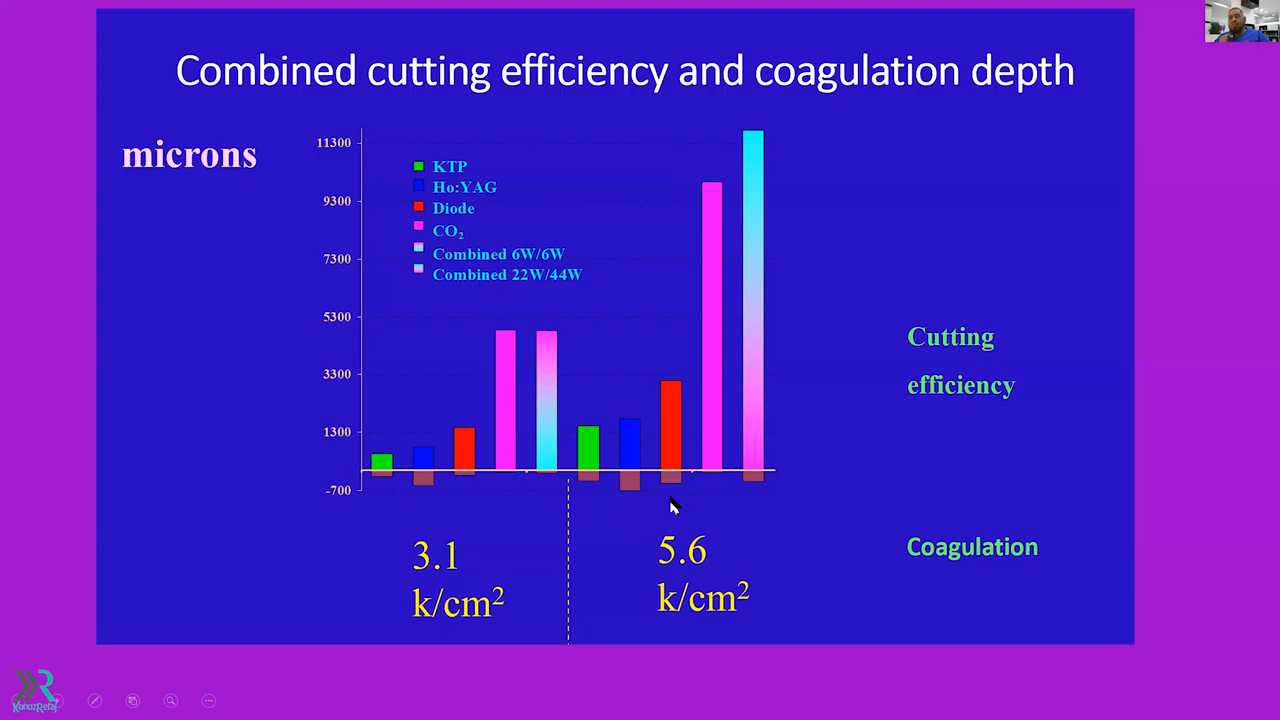 Combined cutting efficiency and coagulation depth
microns
11300
9300
7300
5300
3300
1300
-700
KTP
Ho:YAG
Diode
CO₂
Combined 6W/6W
Combined 22W/44W
Cutting
efficiency
Coagulation
3.1
k/cm²
5.6
k/cm²
KonozRefaj